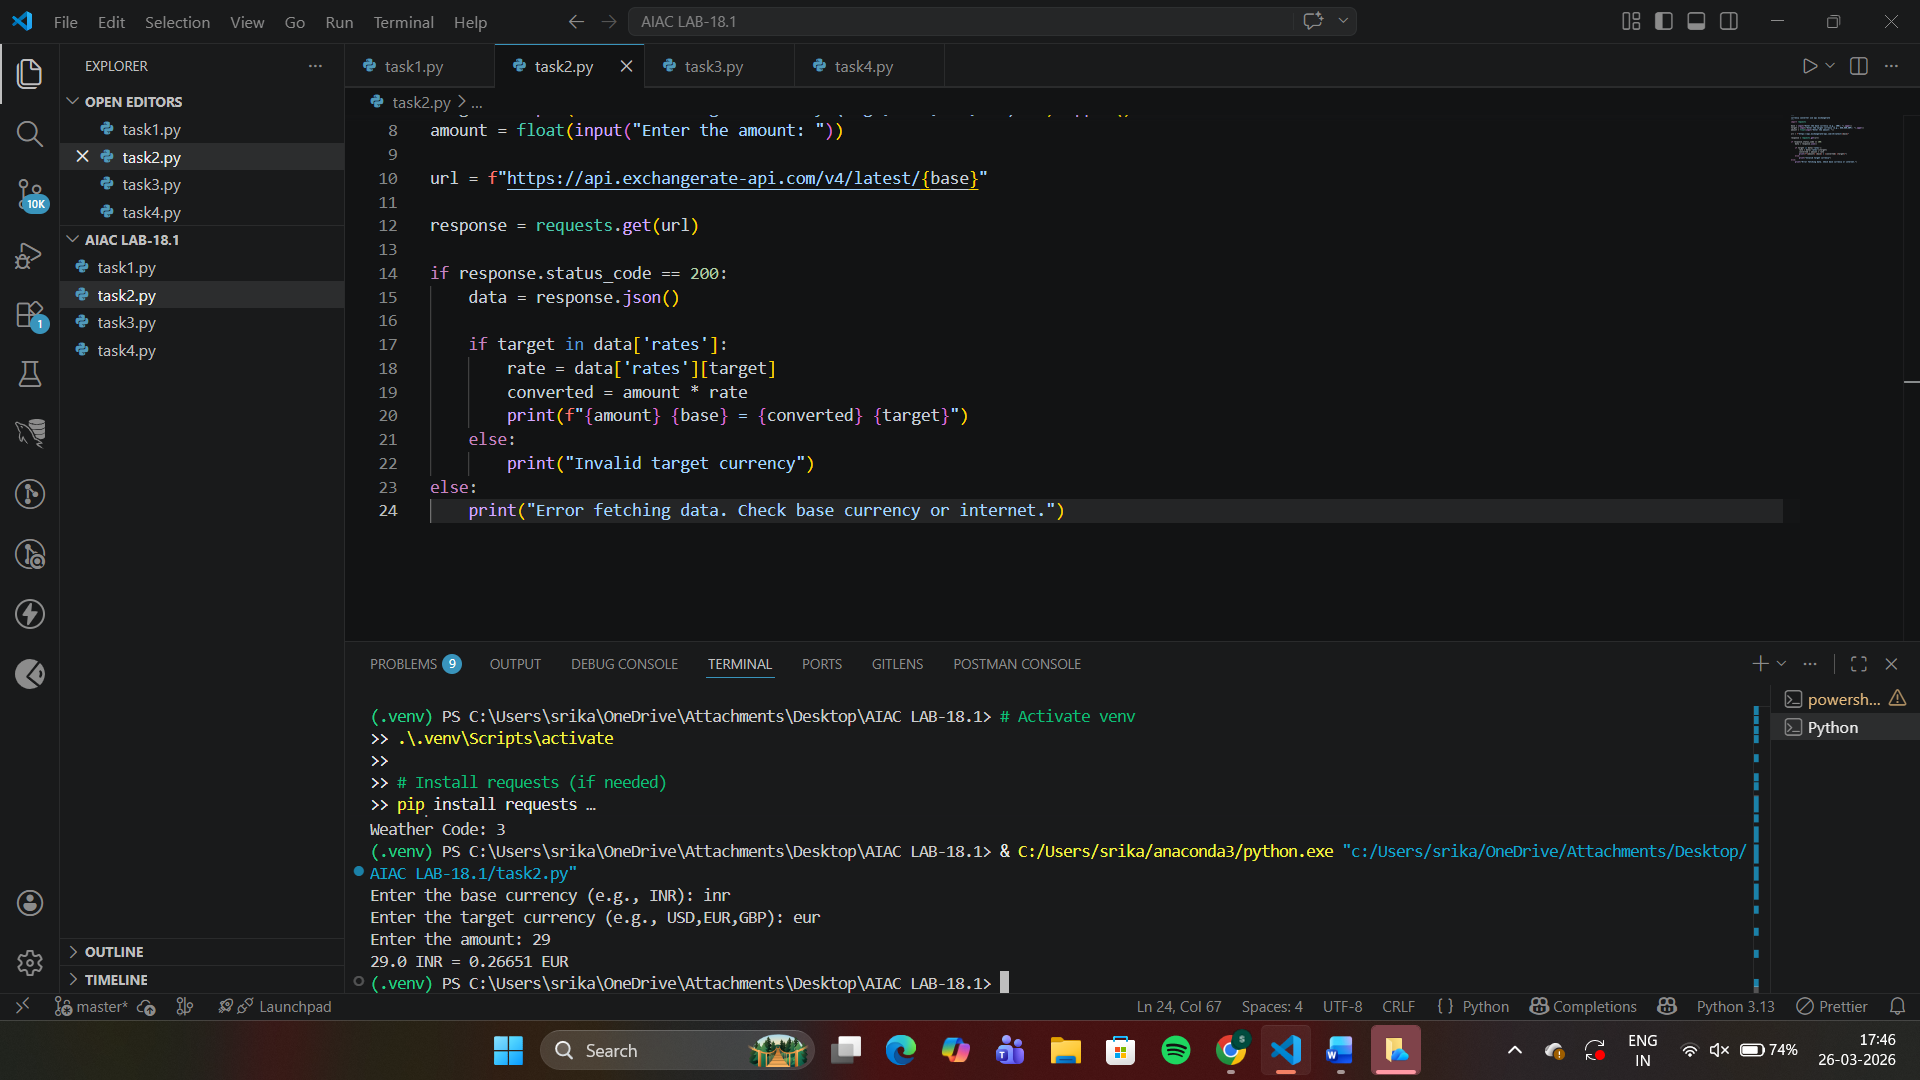 File Edit Selection View Go Run Terminal Help
AIAC LAB-18.1
EXPLORER
OPEN EDITORS
task1.py
task2.py
task3.py
task4.py
AIAC LAB-18.1
task1.py
task2.py
task3.py
task4.py
OUTLINE
TIMELINE
10K
1
task1.py task2.py task3.py task4.py
task2.py > ...
8 amount = float(input("Enter the amount: "))
9
10 url = f"https://api.exchangerate-api.com/v4/latest/{base}"
11
12 response = requests.get(url)
13
14 if response.status_code == 200:
15 data = response.json()
16
17 if target in data['rates']:
18 rate = data['rates'][target]
19 converted = amount * rate
20 print(f"{amount} {base} = {converted} {target}")
21 else:
22 print("Invalid target currency")
23 else:
24 print("Error fetching data. Check base currency or internet.")
PROBLEMS 9 OUTPUT DEBUG CONSOLE TERMINAL PORTS GITLENS POSTMAN CONSOLE
(.venv) PS C:\Users\srika\OneDrive\Attachments\Desktop\AIAC LAB-18.1> # Activate venv
>> .\.venv\Scripts\activate
>>
>> # Install requests (if needed)
>> pip install requests …
Weather Code: 3
(.venv) PS C:\Users\srika\OneDrive\Attachments\Desktop\AIAC LAB-18.1> & C:/Users/srika/anaconda3/python.exe "c:/Users/srika/OneDrive/Attachments/Desktop/
AIAC LAB-18.1/task2.py"
Enter the base currency (e.g., INR): inr
Enter the target currency (e.g., USD,EUR,GBP): eur
Enter the amount: 29
29.0 INR = 0.26651 EUR
(.venv) PS C:\Users\srika\OneDrive\Attachments\Desktop\AIAC LAB-18.1>
powersh...
Python
master* Launchpad Ln 24, Col 67 Spaces: 4 UTF-8 CRLF { } Python Completions Python 3.13 Prettier
Search
ENG
IN
74%
17:46
26-03-2026